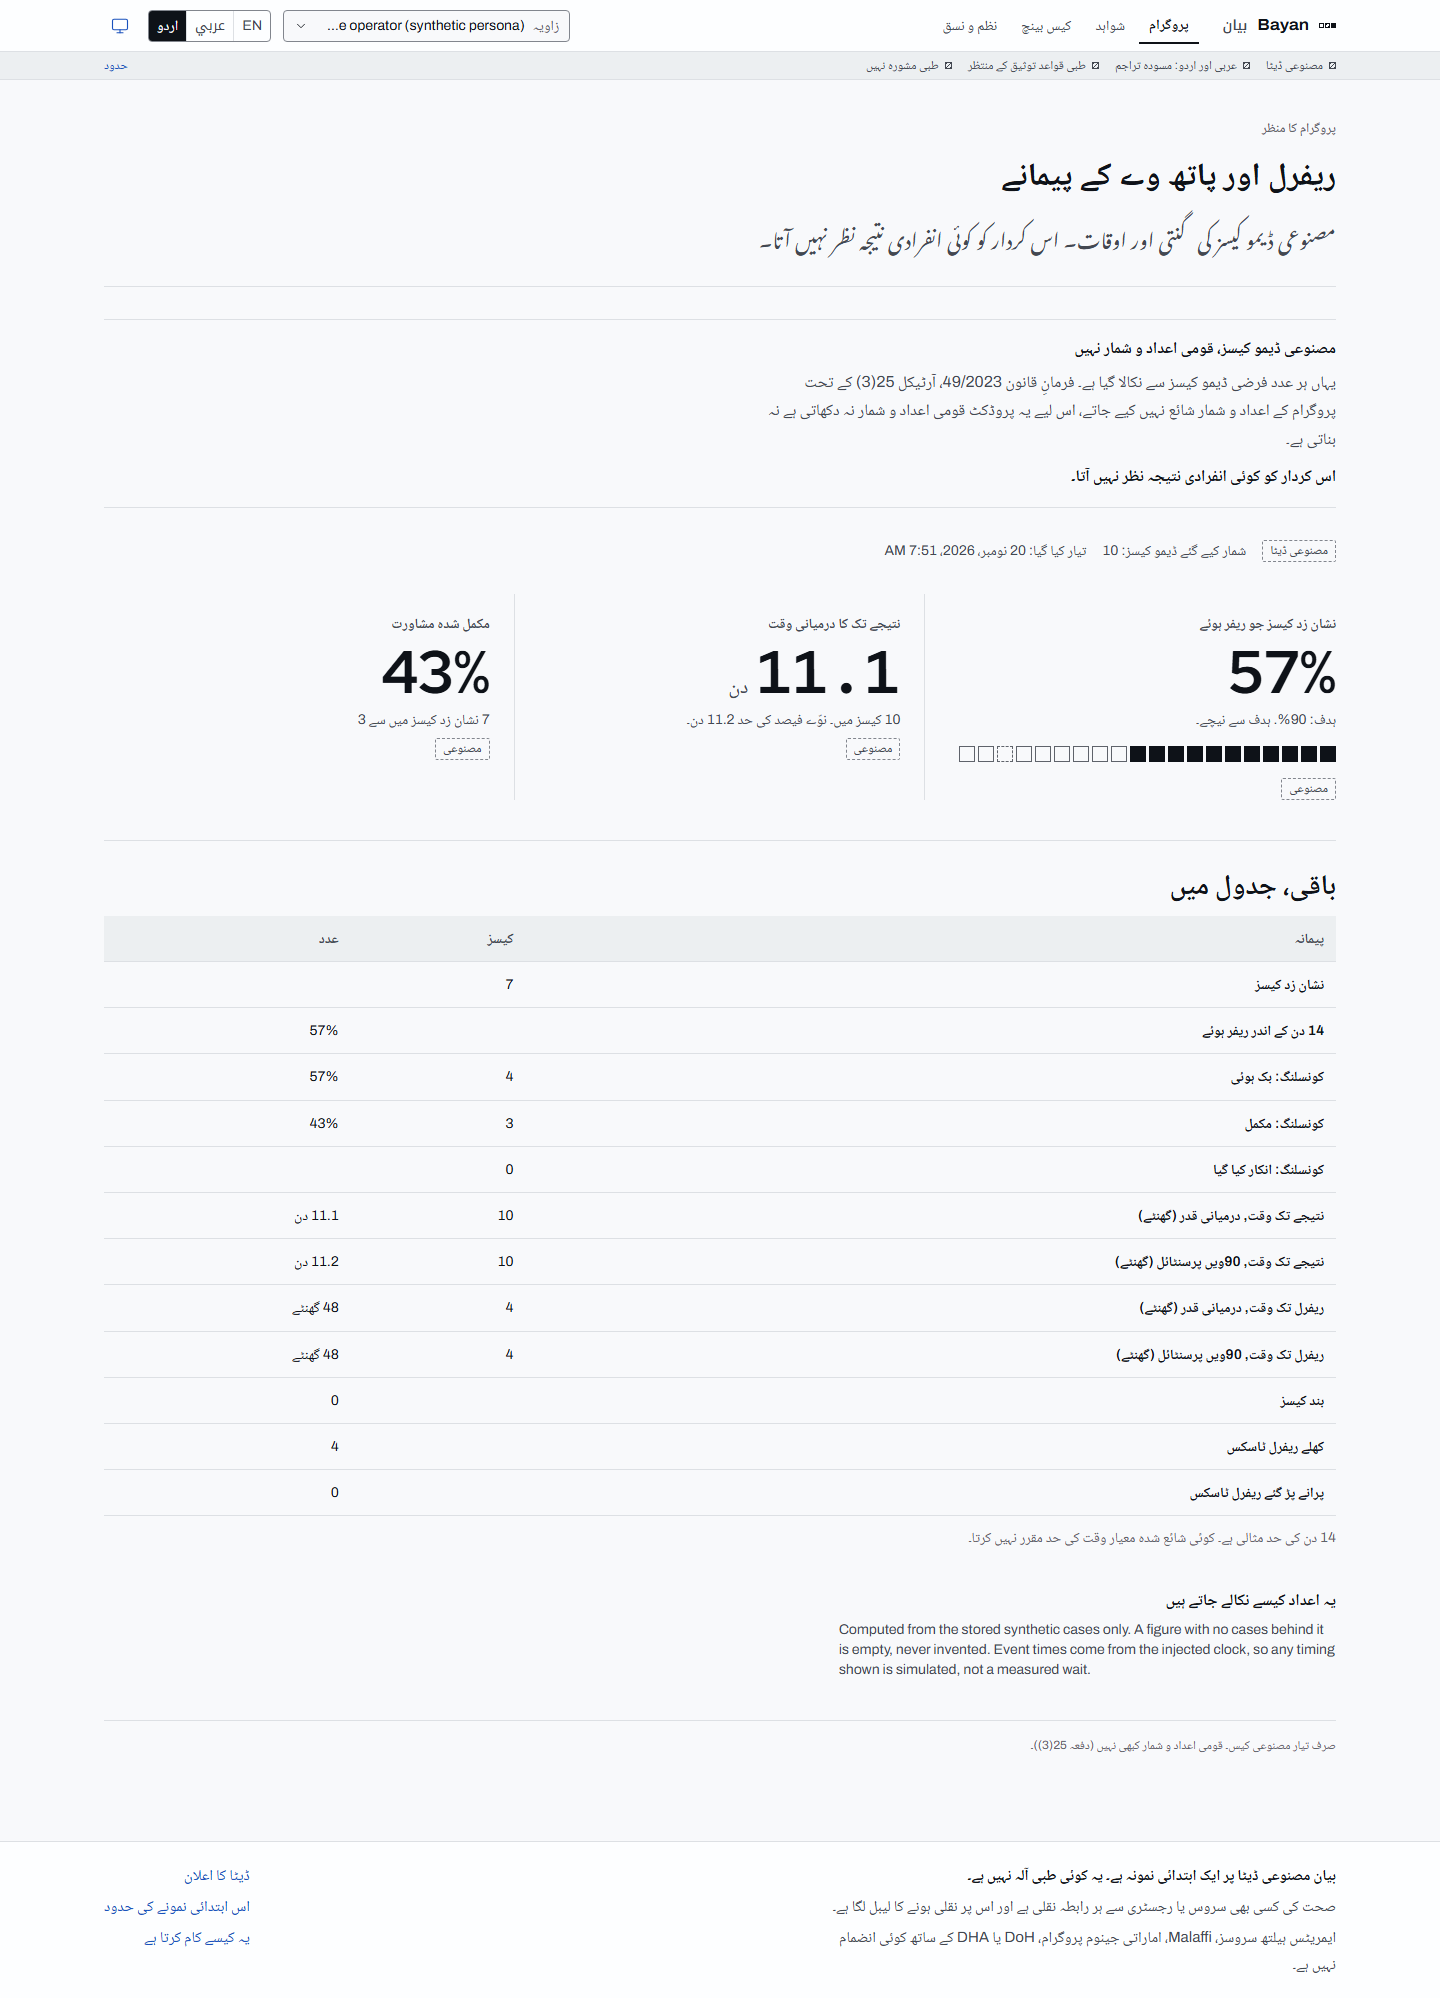 Bayan بیان
پروگرام
شواہد
کیس بینچ
نظم و نسق
زاویہ
...e operator (synthetic persona)
EN
عربي
اردو
مصنوعی ڈیٹا
عربی اور اردو: مسودہ تراجم
طبی قواعد توثیق کے منتظر
طبی مشورہ نہیں
حدود
پروگرام کا منظر
ریفرل اور پاتھ وے کے پیمانے
مصنوعی ڈیمو کیسز کی گنتی اور اوقات۔ اس کردار کو کوئی انفرادی نتیجہ نظر نہیں آتا۔
مصنوعی ڈیمو کیسز، قومی اعداد و شمار نہیں
یہاں ہر عدد فرضی ڈیمو کیسز سے نکالا گیا ہے۔ فرمانِ قانون 49/2023، آرٹیکل 25(3) کے تحت
پروگرام کے اعداد و شمار شائع نہیں کیے جاتے، اس لیے یہ پروڈکٹ قومی اعداد و شمار نہ دکھاتی ہے نہ
بناتی ہے۔
اس کردار کو کوئی انفرادی نتیجہ نظر نہیں آتا۔
مصنوعی ڈیٹا
شمار کیے گئے ڈیمو کیسز: 10
تیار کیا گیا: 20 نومبر، 2026، 7:51 AM
نشان زد کیسز جو ریفر ہوئے
57%
ہدف: 90%. ہدف سے نیچے۔
مصنوعی
نتیجے تک کا درمیانی وقت
11.1 دن
10 کیسز میں۔ نوّے فیصد کی حد 11.2 دن۔
مصنوعی
مکمل شدہ مشاورت
43%
7 نشان زد کیسز میں سے 3
مصنوعی
باقی، جدول میں
پیمانہ کیسز عدد
نشان زد کیسز 7
14 دن کے اندر ریفر ہوئے 57%
کونسلنگ: بک ہوئی 4 57%
کونسلنگ: مکمل 3 43%
کونسلنگ: انکار کیا گیا 0
نتیجے تک وقت, درمیانی قدر (گھنٹے) 10 11.1 دن
نتیجے تک وقت, 90ویں پرسنٹائل (گھنٹے) 10 11.2 دن
ریفرل تک وقت, درمیانی قدر (گھنٹے) 4 48 گھنٹے
ریفرل تک وقت, 90ویں پرسنٹائل (گھنٹے) 4 48 گھنٹے
بند کیسز 0
کھلے ریفرل ٹاسکس 4
پرانے پڑ گئے ریفرل ٹاسکس 0
14 دن کی حد مثالی ہے۔ کوئی شائع شدہ معیار وقت کی حد مقرر نہیں کرتا۔
یہ اعداد کیسے نکالے جاتے ہیں
Computed from the stored synthetic cases only. A figure with no cases behind it
is empty, never invented. Event times come from the injected clock, so any timing
shown is simulated, not a measured wait.
صرف تیار مصنوعی کیس۔ قومی اعداد و شمار کبھی نہیں (دفعہ 25(3))۔
بیان مصنوعی ڈیٹا پر ایک ابتدائی نمونہ ہے۔ یہ کوئی طبی آلہ نہیں ہے۔
صحت کی کسی بھی سروس یا رجسٹری سے ہر رابطہ نقلی ہے اور اس پر نقلی ہونے کا لیبل لگا ہے۔
ایمریٹس ہیلتھ سروسز، Malaffi، اماراتی جینوم پروگرام، DoH یا DHA کے ساتھ کوئی انضمام
نہیں ہے۔
ڈیٹا کا اعلان
اس ابتدائی نمونے کی حدود
یہ کیسے کام کرتا ہے